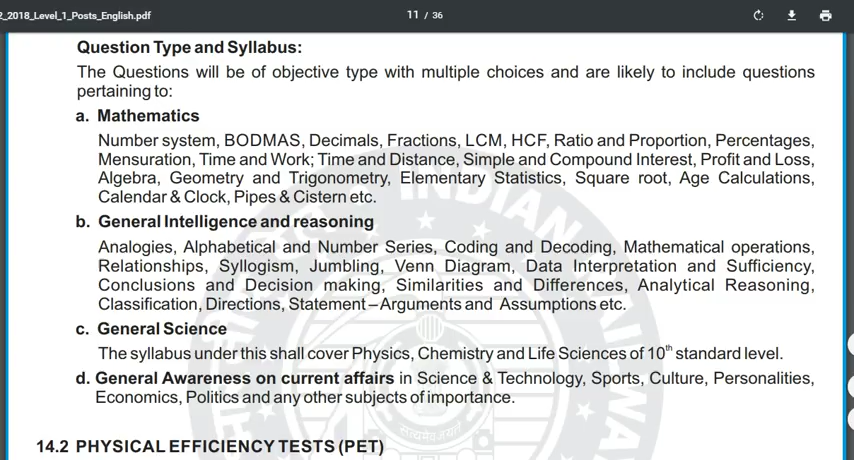 2_2018_Level_1_Posts_English.pdf 11 / 36
Question Type and Syllabus:
The Questions will be of objective type with multiple choices and are likely to include questions
pertaining to:
a. Mathematics
Number system, BODMAS, Decimals, Fractions, LCM, HCF, Ratio and Proportion, Percentages,
Mensuration, Time and Work; Time and Distance, Simple and Compound Interest, Profit and Loss,
Algebra, Geometry and Trigonometry, Elementary Statistics, Square root, Age Calculations,
Calendar & Clock, Pipes & Cistern etc.
b. General Intelligence and reasoning
Analogies, Alphabetical and Number Series, Coding and Decoding, Mathematical operations,
Relationships, Syllogism, Jumbling, Venn Diagram, Data Interpretation and Sufficiency,
Conclusions and Decision making, Similarities and Differences, Analytical Reasoning,
Classification, Directions, Statement – Arguments and Assumptions etc.
c. General Science
The syllabus under this shall cover Physics, Chemistry and Life Sciences of 10th standard level.
d. General Awareness on current affairs in Science & Technology, Sports, Culture, Personalities,
Economics, Politics and any other subjects of importance.
14.2 PHYSICAL EFFICIENCY TESTS (PET)
INDIAN
सत्यमेव जयते